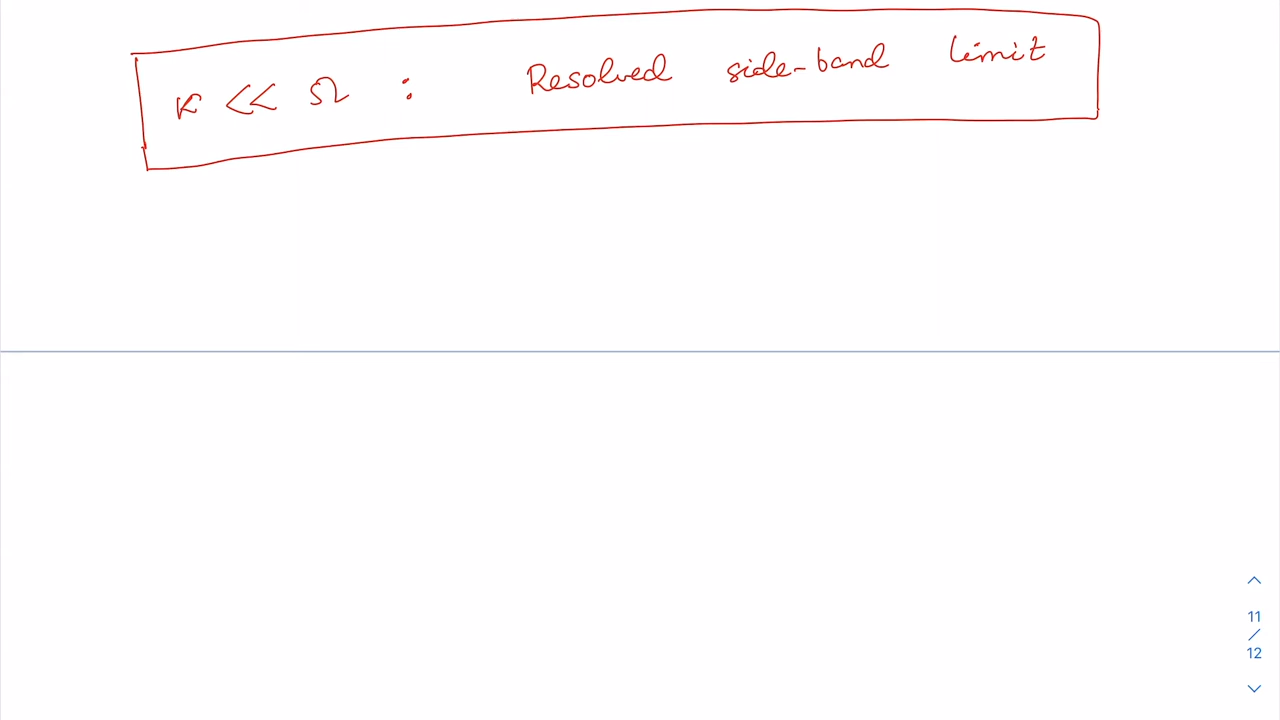 κ << Ω : Resolved side-band limit
11
/
12